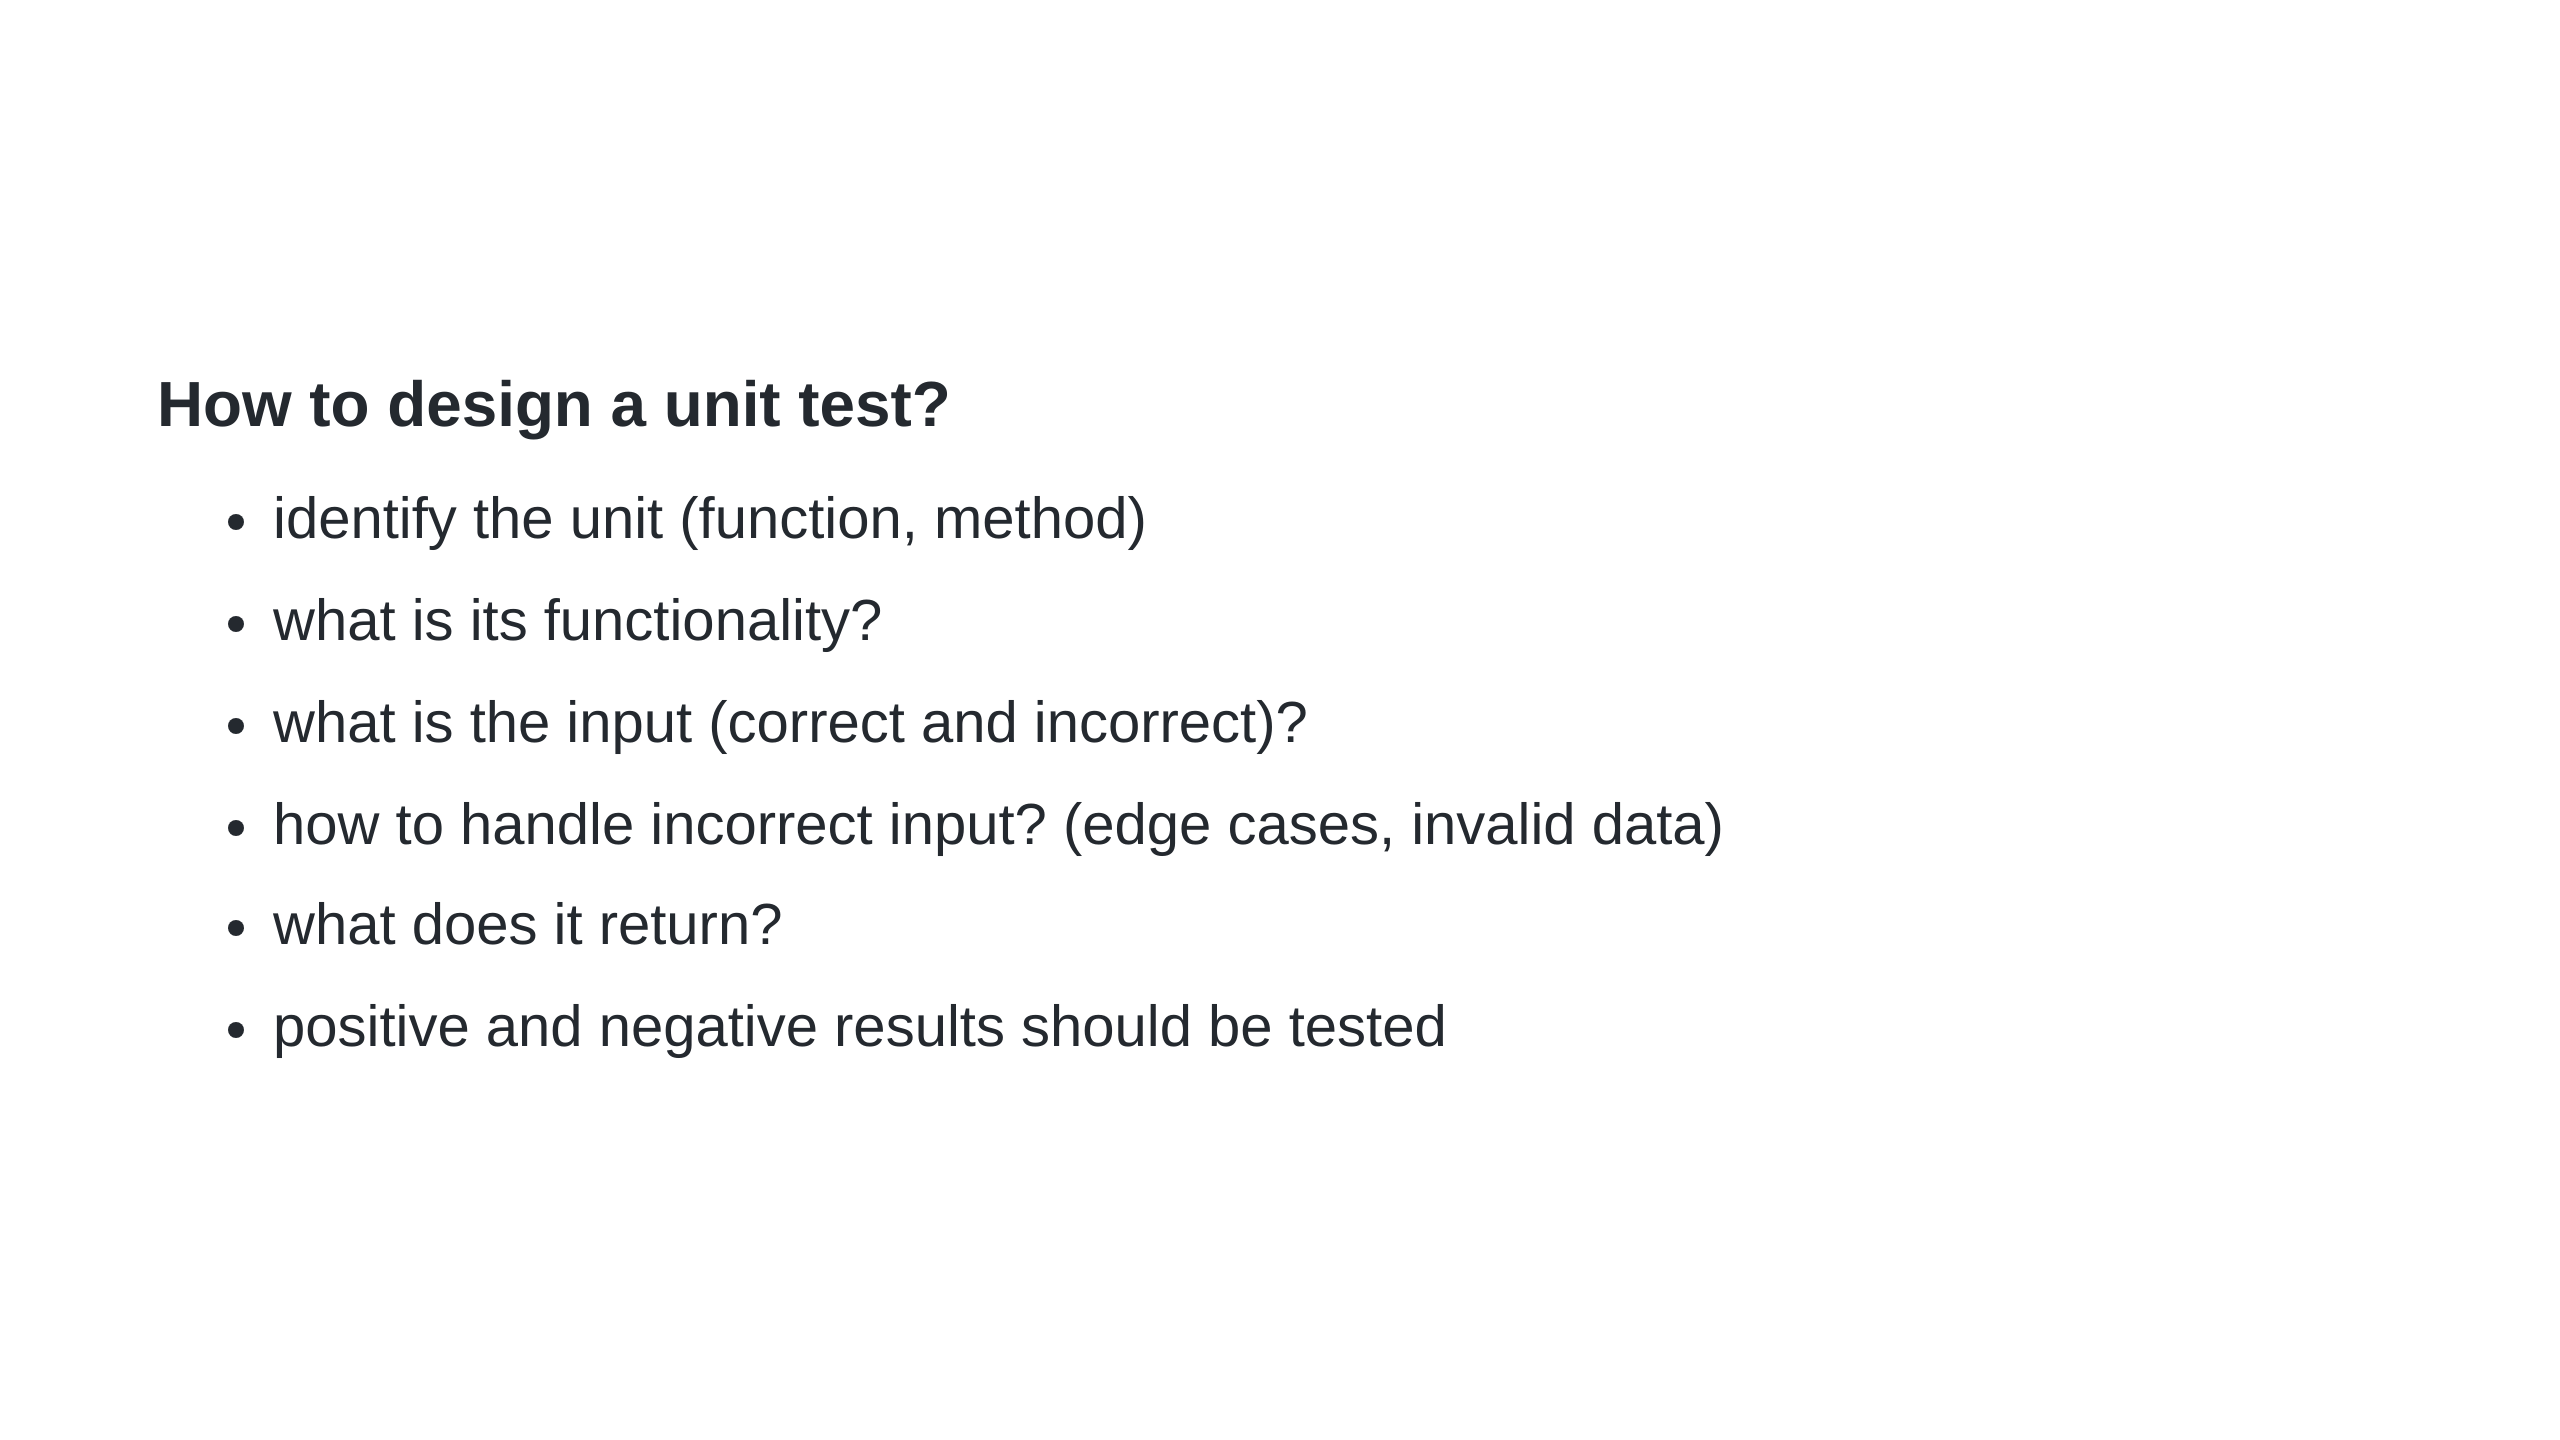 How to design a unit test?
• identify the unit (function, method)
• what is its functionality?
• what is the input (correct and incorrect)?
• how to handle incorrect input? (edge cases, invalid data)
• what does it return?
• positive and negative results should be tested